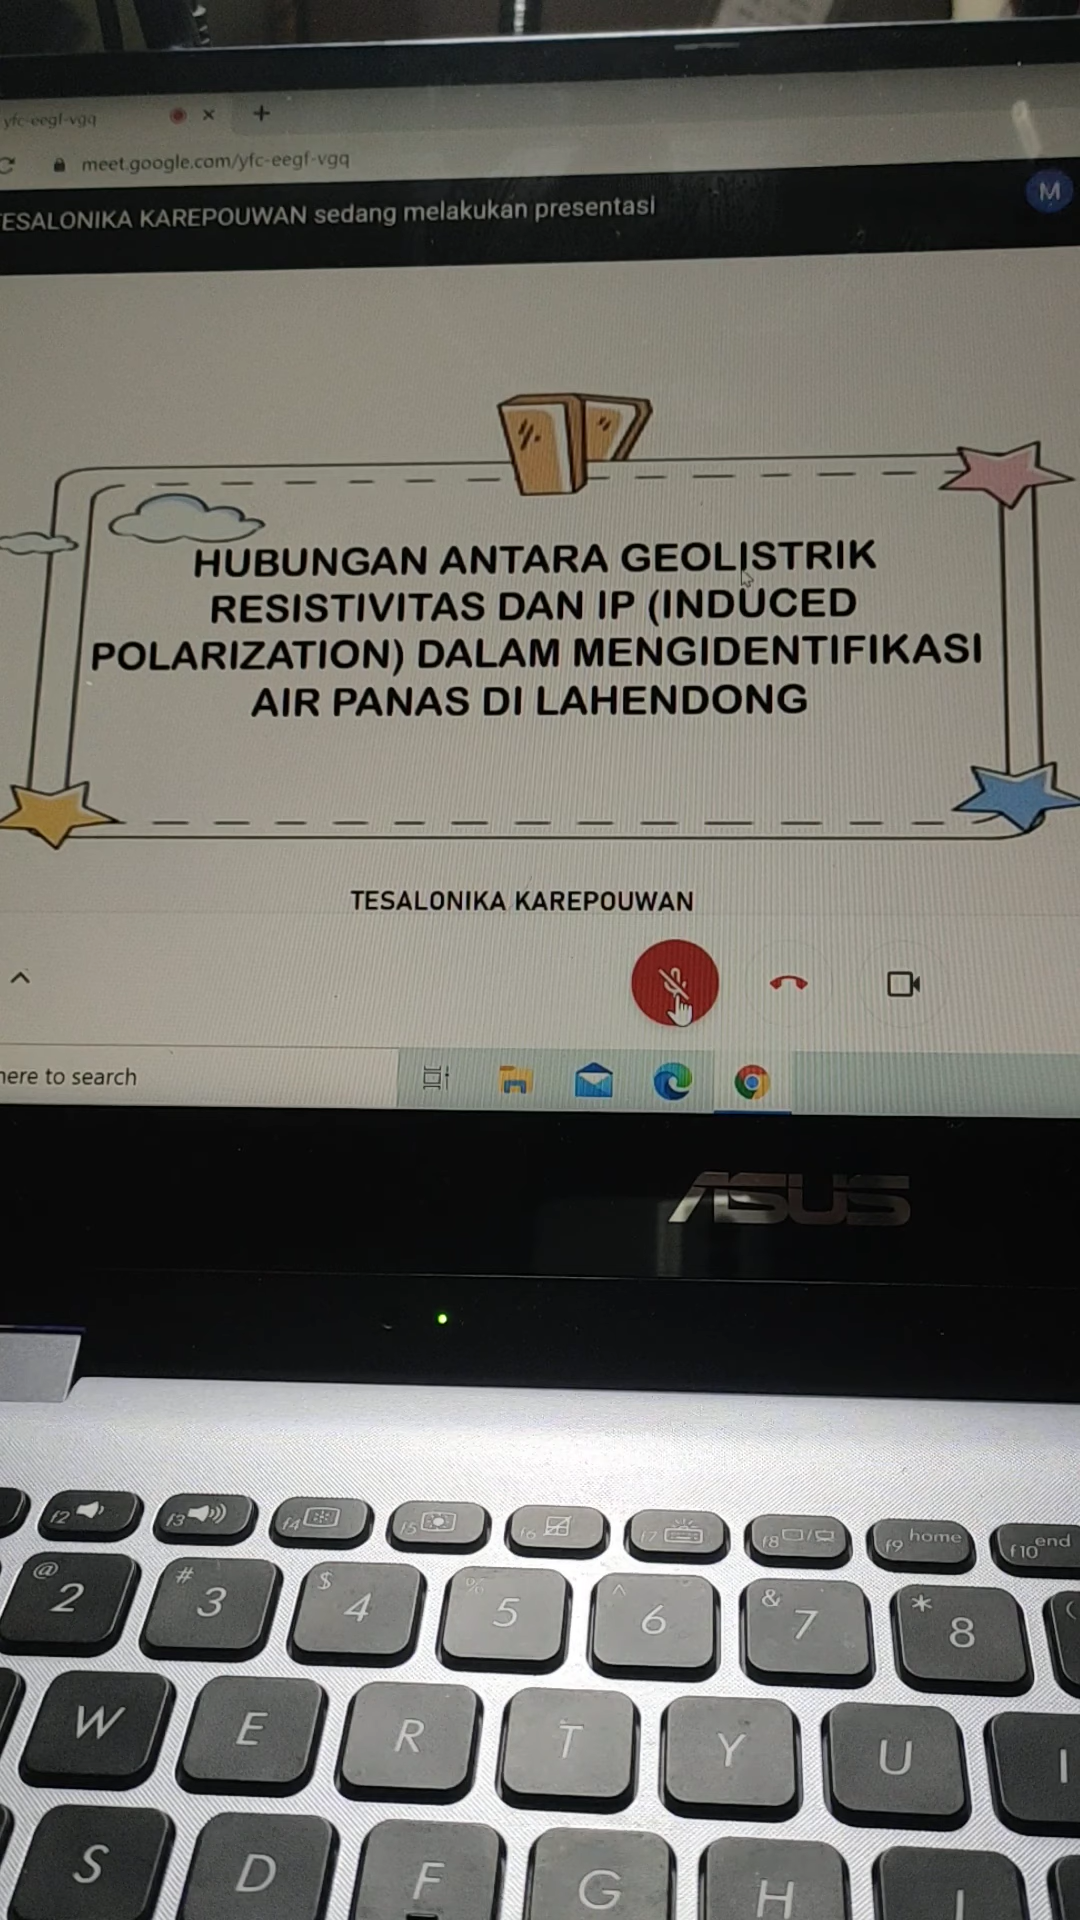 yfc-eegf-vgq
meet.google.com/yfc-eegf-vgq
TESALONIKA KAREPOUWAN sedang melakukan presentasi
M
HUBUNGAN ANTARA GEOLISTRIK
RESISTIVITAS DAN IP (INDUCED
POLARIZATION) DALAM MENGIDENTIFIKASI
AIR PANAS DI LAHENDONG
TESALONIKA KAREPOUWAN
here to search
ASUS
f2 f3 f4 f5 f6 f7 f8 f9 home f10 end
@ 2 # 3 $ 4 % 5 ^ 6 & 7 * 8 (
W E R T Y U I
S D F G H J